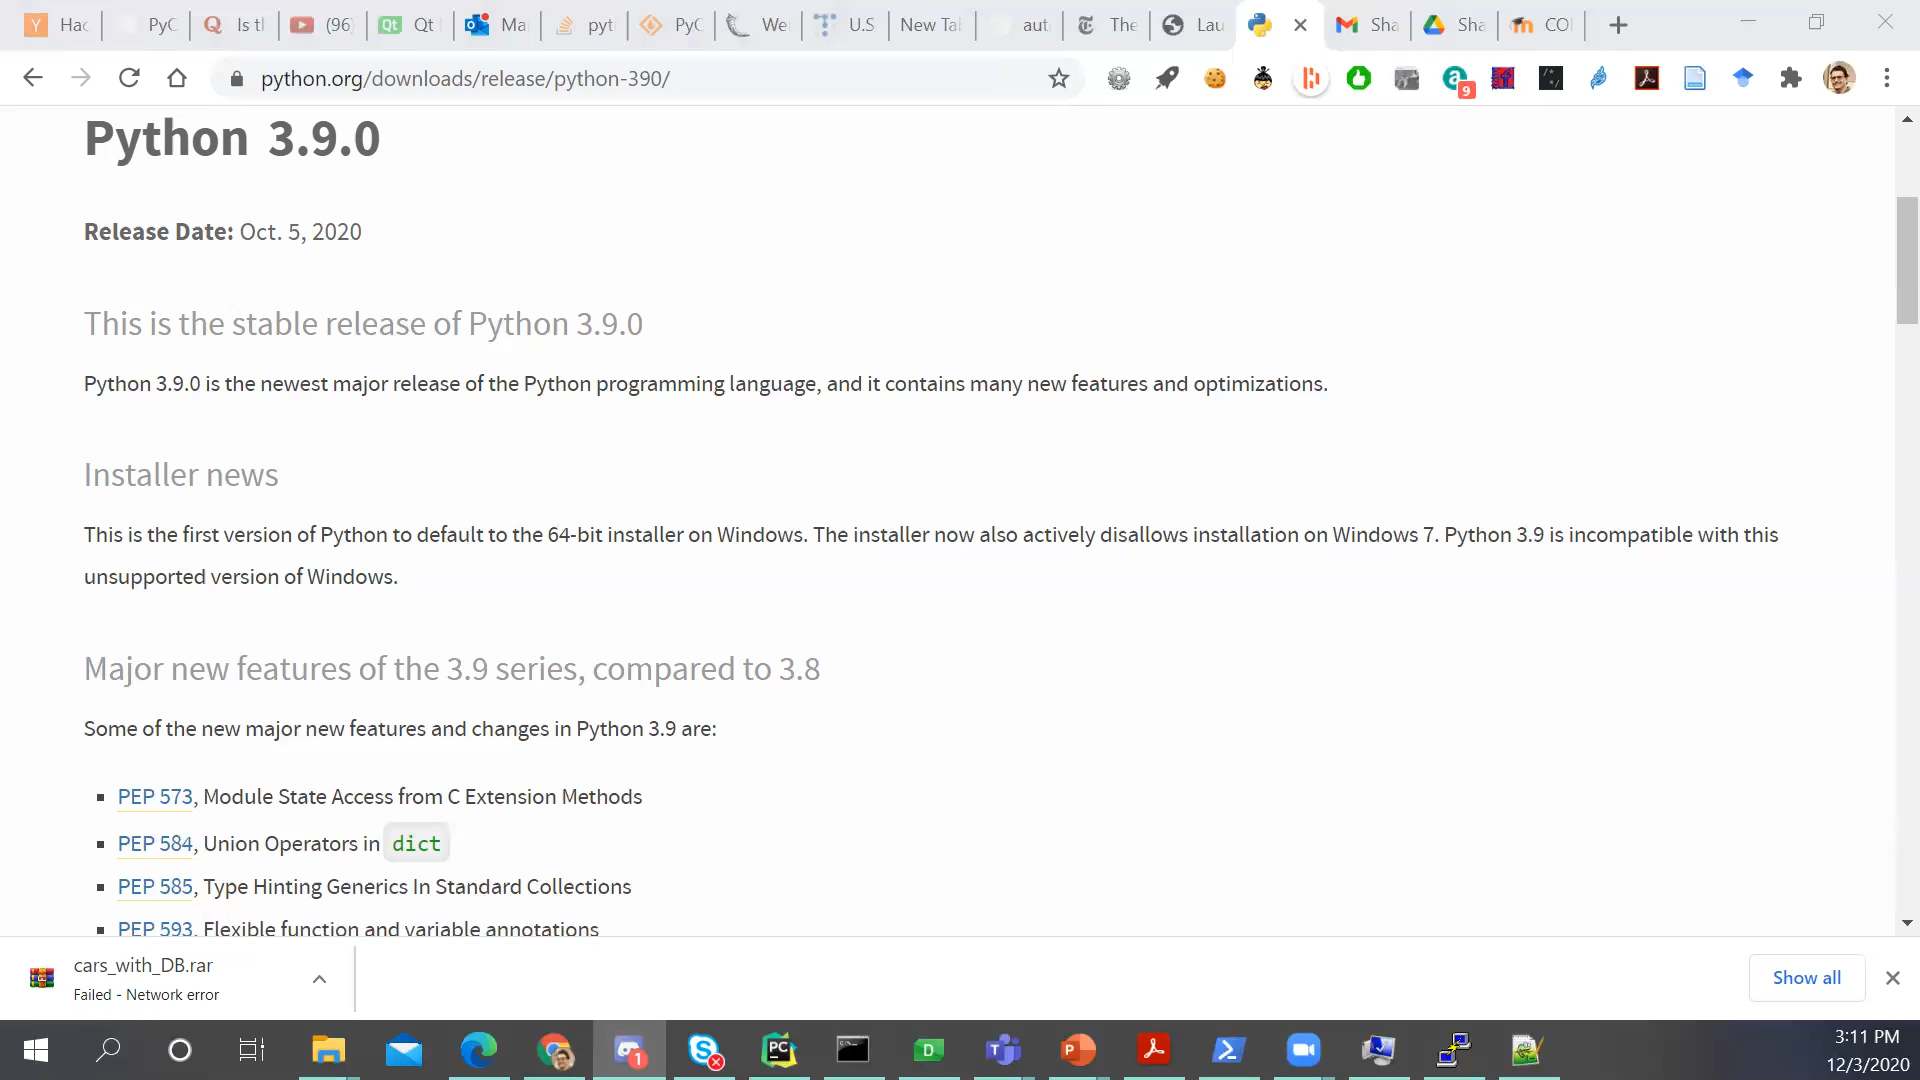 Y Hac PyC Q Is th (96 Qt Qt Ma pyt PyC We U.S New Tal aut The Lau Sha Sha COI
python.org/downloads/release/python-390/
9
Python 3.9.0
Release Date: Oct. 5, 2020
This is the stable release of Python 3.9.0
Python 3.9.0 is the newest major release of the Python programming language, and it contains many new features and optimizations.
Installer news
This is the first version of Python to default to the 64-bit installer on Windows. The installer now also actively disallows installation on Windows 7. Python 3.9 is incompatible with this
unsupported version of Windows.
Major new features of the 3.9 series, compared to 3.8
Some of the new major new features and changes in Python 3.9 are:
PEP 573, Module State Access from C Extension Methods
PEP 584, Union Operators in dict
PEP 585, Type Hinting Generics In Standard Collections
PEP 593, Flexible function and variable annotations
cars_with_DB.rar
Failed - Network error
Show all
1
PC
D
3:11 PM
12/3/2020